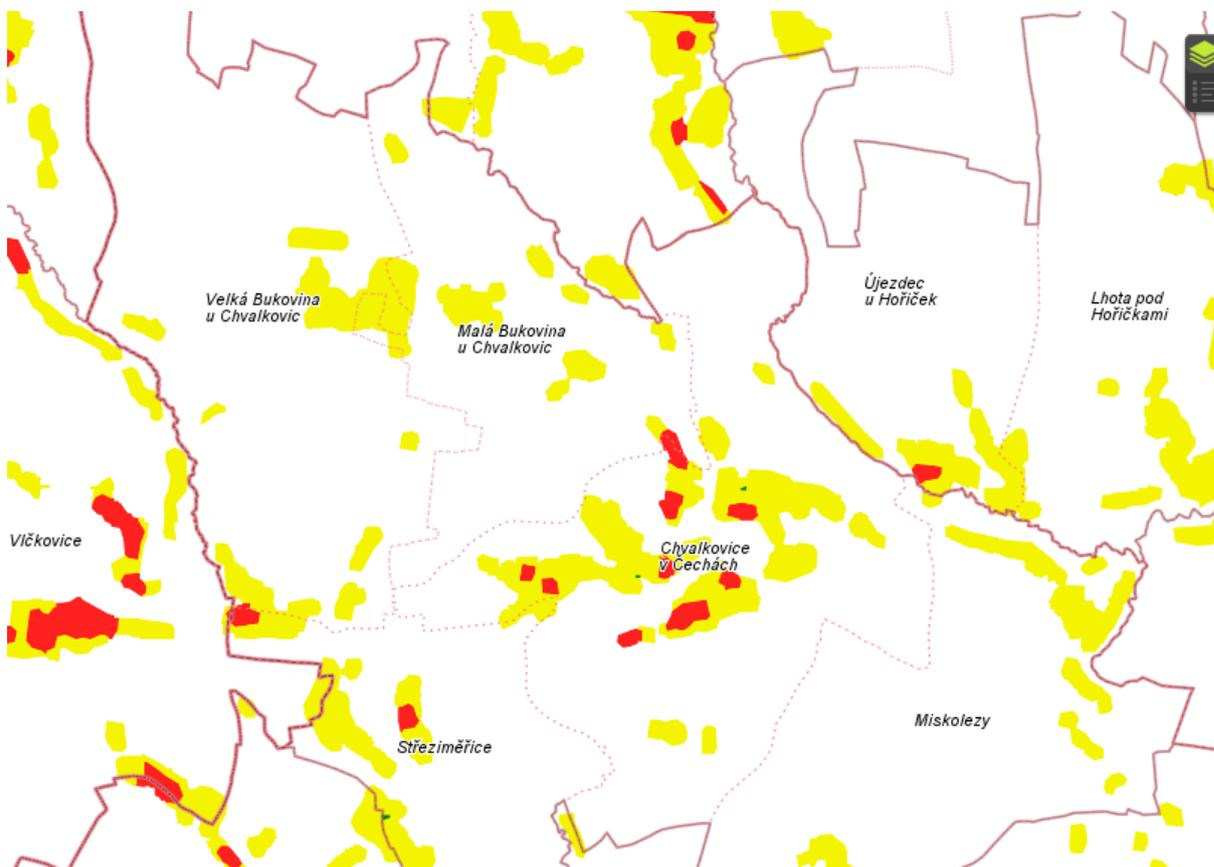 Velká Bukovina
u Chvalkovic
Malá Bukovina
u Chvalkovic
Újezdec
u Hořiček
Lhota pod
Hořičkami
Vlčkovice
Chvalkovice
v Čechách
Střeziměřice
Miskolezy